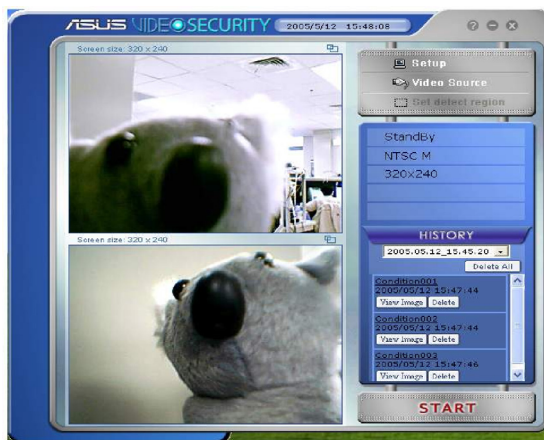 ASUS VIDEOSECURITY 2005/5/12 15:48:08
Screen size: 320 x 240
Screen size: 320 x 240
Setup
Video Source
Set detect region
StandBy
NTSC M
320x240
HISTORY
2005.05.12_15.45.20
Delete All
Condition001
2005/05/12 15:47:44
View Image Delete
Condition002
2005/05/12 15:47:44
View Image Delete
Condition003
2005/05/12 15:47:46
View Image Delete
START